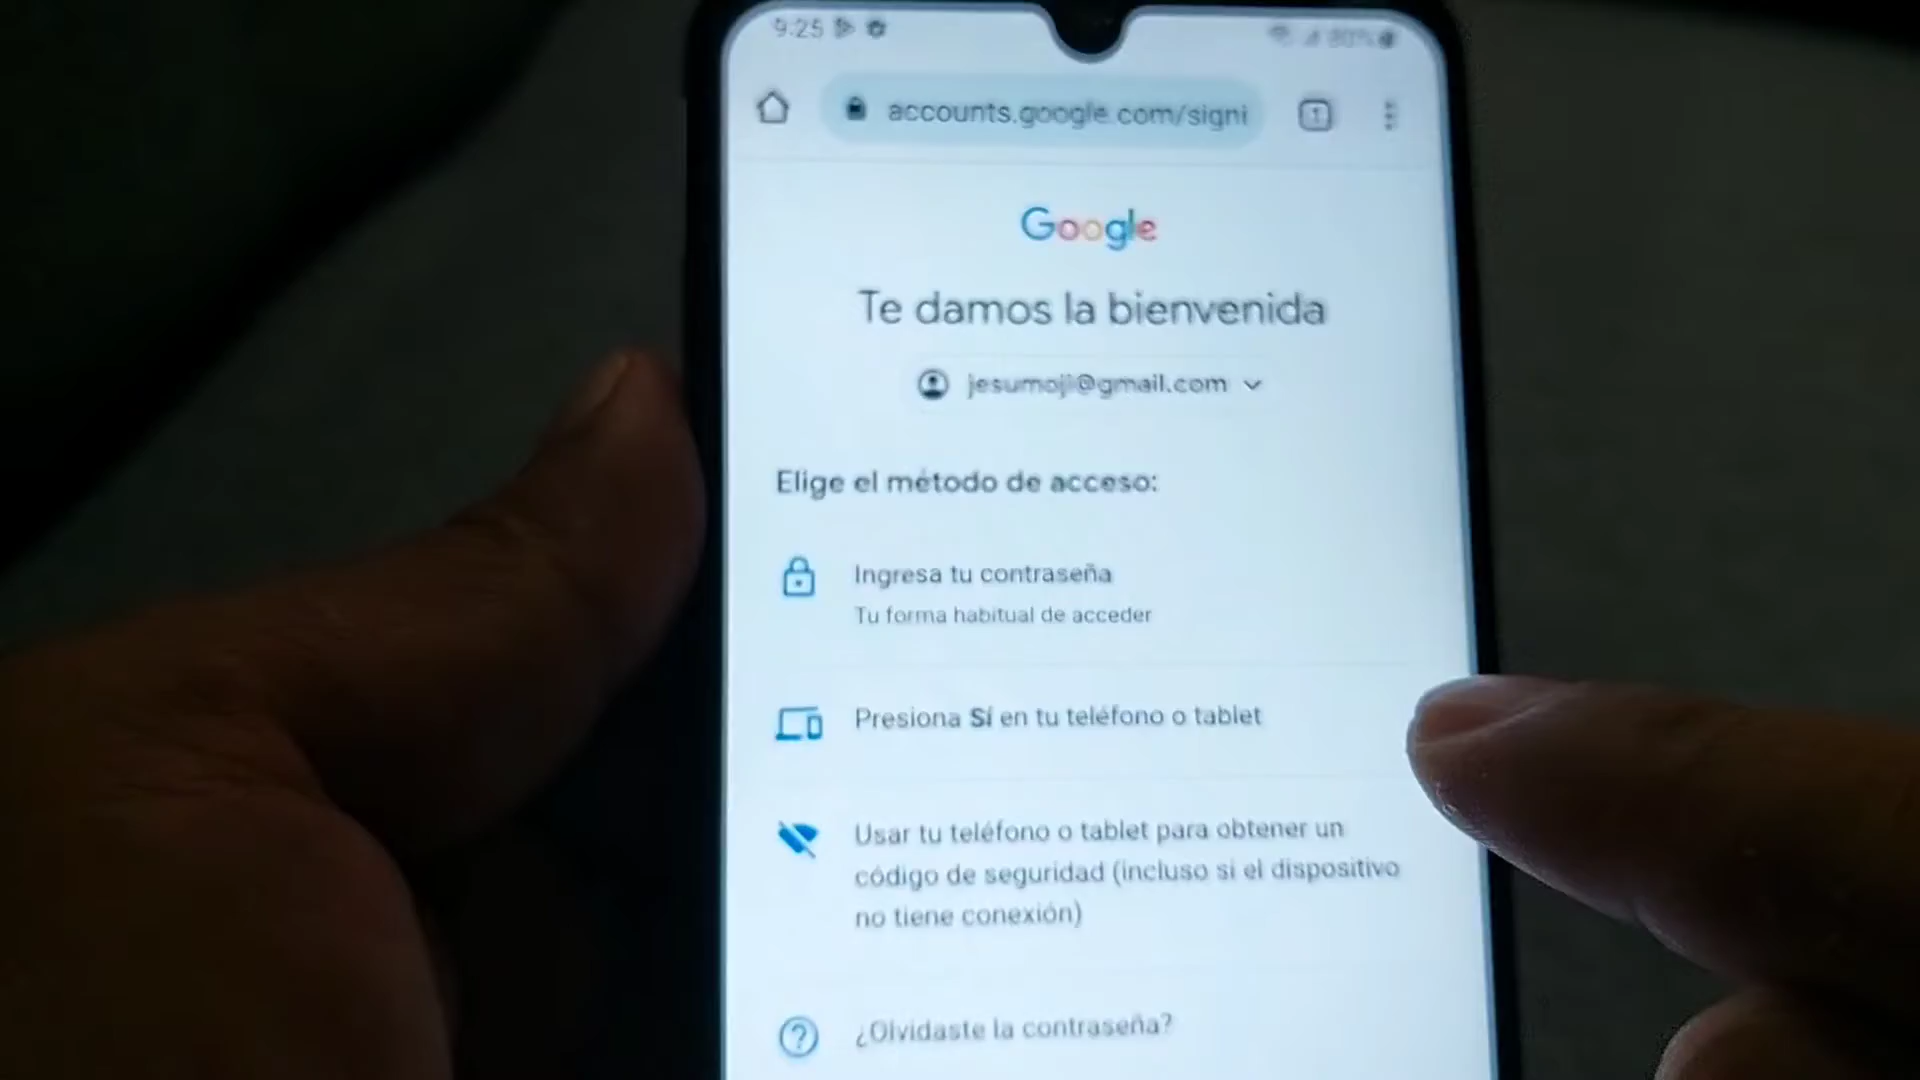 9:25 80%
accounts.google.com/signi
1
Google
Te damos la bienvenida
jesumoji@gmail.com
Elige el método de acceso:
Ingresa tu contraseña
Tu forma habitual de acceder
Presiona Sí en tu teléfono o tablet
Usar tu teléfono o tablet para obtener un
código de seguridad (incluso si el dispositivo
no tiene conexión)
¿Olvidaste la contraseña?